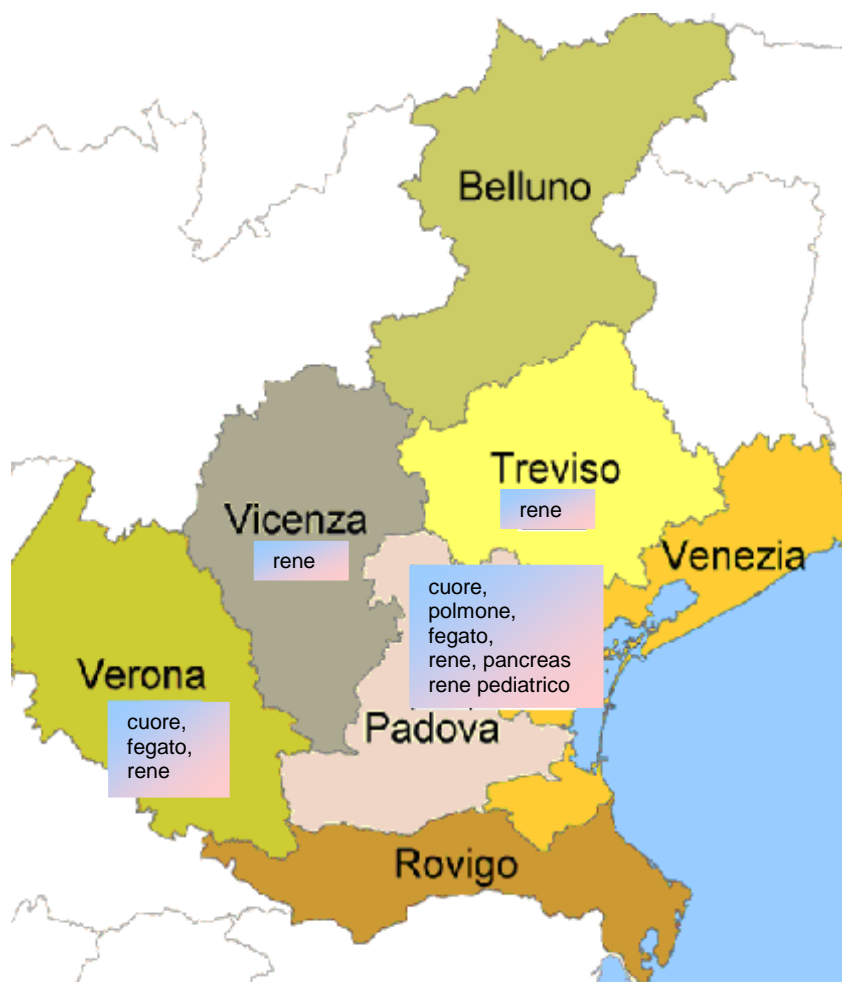 Belluno
Treviso
rene
Vicenza
rene
Venezia
cuore,
polmone,
fegato,
rene, pancreas
rene pediatrico
Verona
cuore,
fegato,
rene
Padova
Rovigo